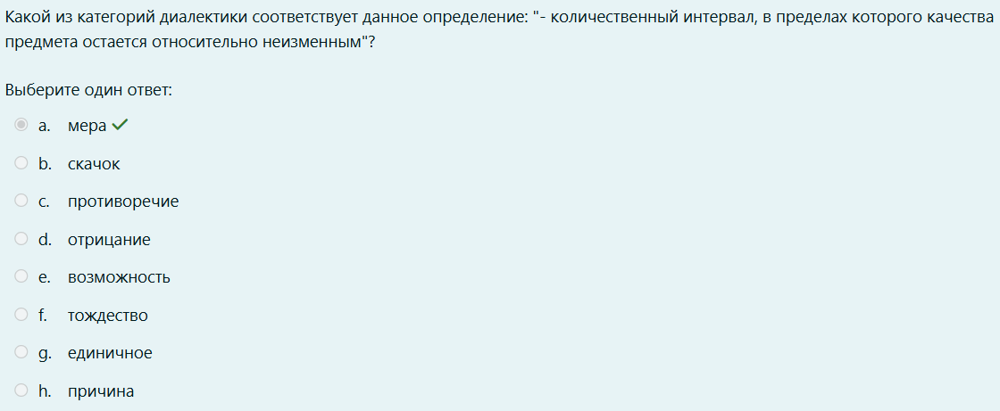 Какой из категорий диалектики соответствует данное определение: "- количественный интервал, в пределах которого качества
предмета остается относительно неизменным"?
Выберите один ответ:
a. мера
b. скачок
c. противоречие
d. отрицание
e. возможность
f. тождество
g. единичное
h. причина